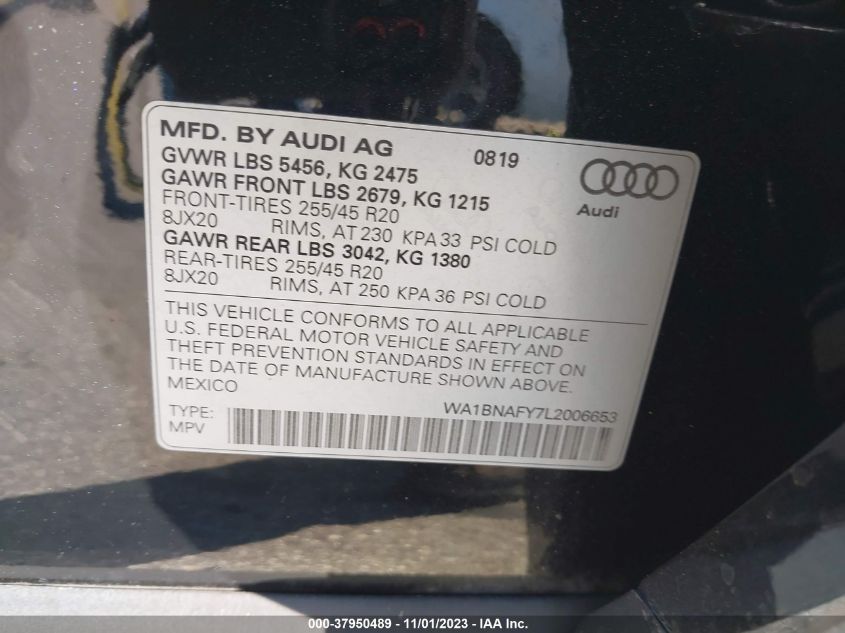 MFD. BY AUDI AG 0819
GVWR LBS 5456, KG 2475
GAWR FRONT LBS 2679, KG 1215
FRONT-TIRES 255/45 R20
8JX20 RIMS, AT 230 KPA 33 PSI COLD
GAWR REAR LBS 3042, KG 1380
REAR-TIRES 255/45 R20
8JX20 RIMS, AT 250 KPA 36 PSI COLD
Audi
THIS VEHICLE CONFORMS TO ALL APPLICABLE
U.S. FEDERAL MOTOR VEHICLE SAFETY AND
THEFT PREVENTION STANDARDS IN EFFECT ON
THE DATE OF MANUFACTURE SHOWN ABOVE.
MEXICO
WA1BNAFY7L2006653
TYPE:
MPV
000-37950489 - 11/01/2023 - IAA Inc.